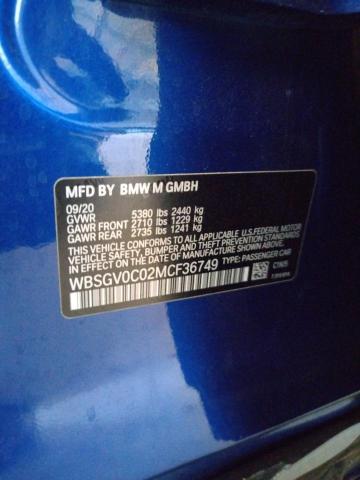 MFD BY BMW M GMBH
09/20
GVWR 5380 lbs 2440 kg
GAWR FRONT 2710 lbs 1229 kg
GAWR REAR 2735 lbs 1241 kg
THIS VEHICLE CONFORMS TO ALL APPLICABLE U.S.FEDERAL MOTOR
VEHICLE SAFETY, BUMPER, AND THEFT PREVENTION STANDARDS
IN EFFECT ON THE DATE OF MANUFACTURE SHOWN ABOVE.
WBSGV0C02MCF36749 TYPE: PASSENGER CAR